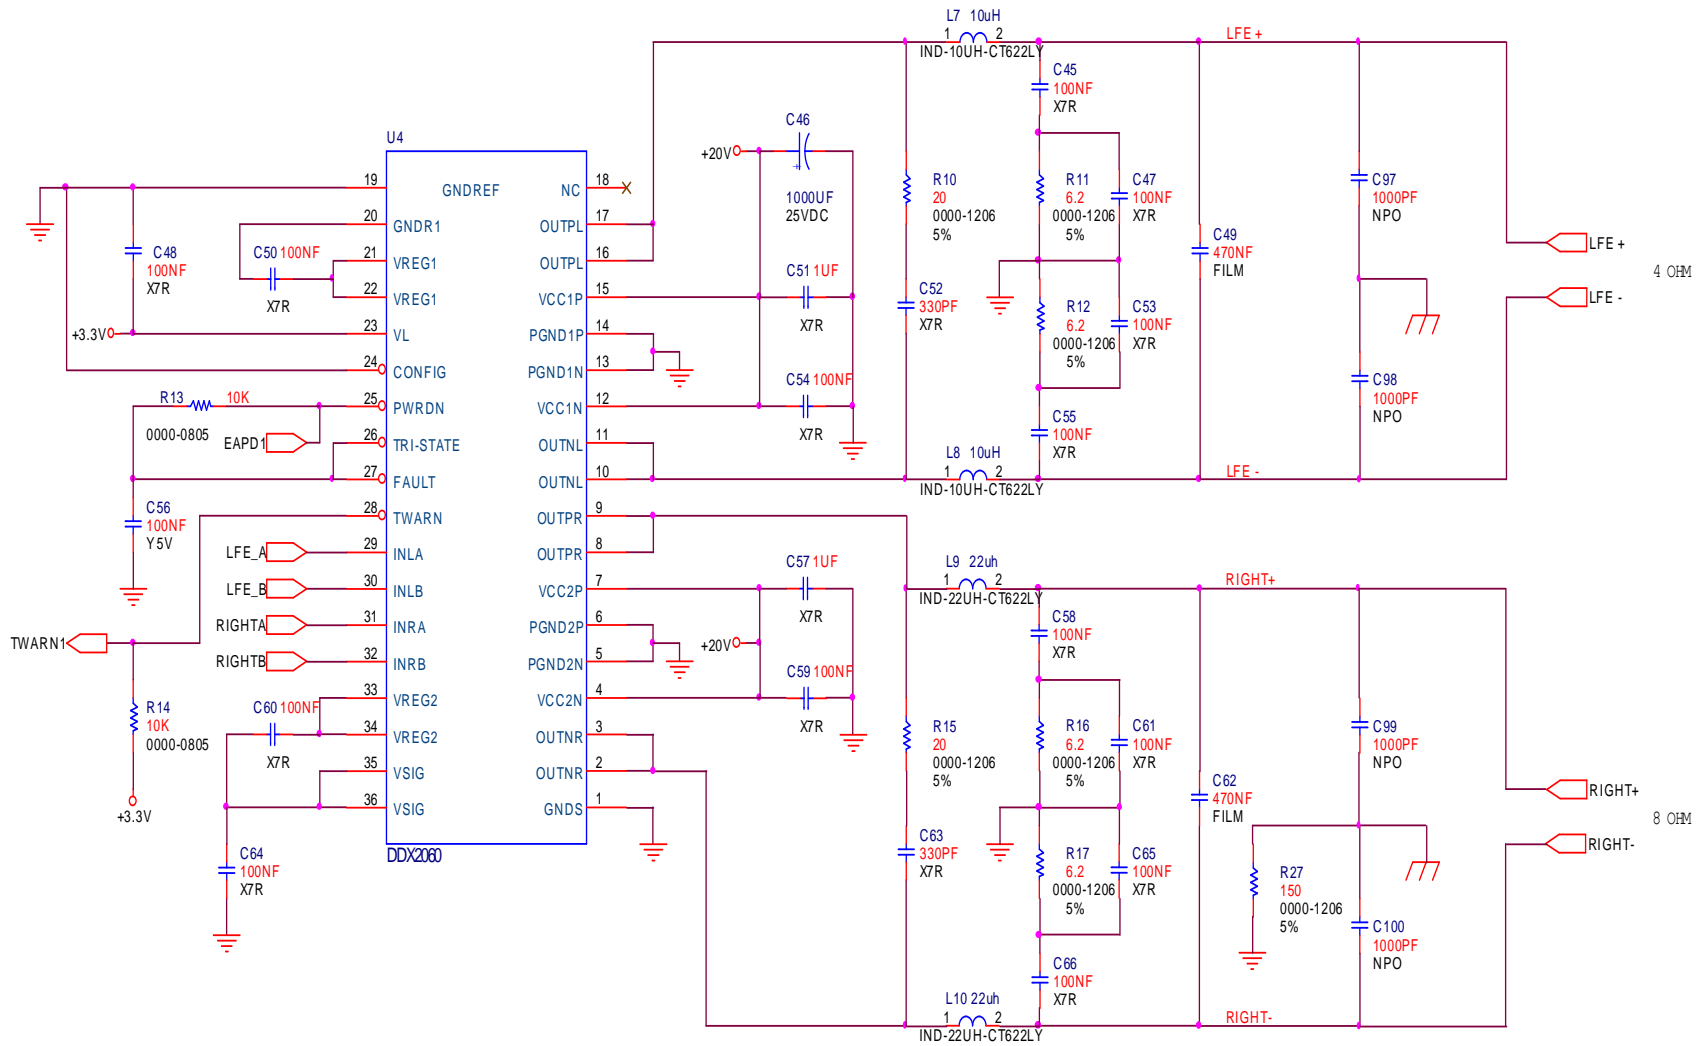 L7 10uH
1 2
IND-10UH-CT622LY
LFE +
C45
100NF
X7R
C46
+20V
1000UF
25VDC
U4
19 GNDREF
NC 18
20 GNDR1
OUTPL 17
21 VREG1
OUTPL 16
22 VREG1
VCC1P 15
23 VL
PGND1P 14
24 CONFIG
PGND1N 13
25 PWRDN
VCC1N 12
26 TRI-STATE
OUTNL 11
27 FAULT
OUTNL 10
28 TWARN
OUTPR 9
29 INLA
OUTPR 8
30 INLB
VCC2P 7
31 INRA
PGND2P 6
32 INRB
PGND2N 5
33 VREG2
VCC2N 4
34 VREG2
OUTNR 3
35 VSIG
OUTNR 2
36 VSIG
GNDS 1
DDX2060
C48
100NF
X7R
C50 100NF
X7R
+3.3V
R13 10K
0000-0805
EAPD1
C56
100NF
Y5V
LFE_A
LFE_B
RIGHTA
RIGHTB
TWARN1
R14
10K
0000-0805
+3.3V
C60 100NF
X7R
C64
100NF
X7R
C51 1UF
X7R
C54 100NF
X7R
R10
20
0000-1206
5%
C52
330PF
X7R
R11
6.2
0000-1206
5%
C47
100NF
X7R
R12
6.2
0000-1206
5%
C53
100NF
X7R
C55
100NF
X7R
C49
470NF
FILM
C97
1000PF
NPO
C98
1000PF
NPO
LFE +
LFE -
4 OHM
L8 10uH
1 2
IND-10UH-CT622LY
LFE -
C57 1UF
X7R
+20V
C59 100NF
X7R
L9 22uh
1 2
IND-22UH-CT622LY
RIGHT+
C58
100NF
X7R
R15
20
0000-1206
5%
C63
330PF
X7R
R16
6.2
0000-1206
5%
C61
100NF
X7R
R17
6.2
0000-1206
5%
C65
100NF
X7R
C66
100NF
X7R
C62
470NF
FILM
C99
1000PF
NPO
R27
150
0000-1206
5%
C100
1000PF
NPO
RIGHT+
RIGHT-
8 OHM
L10 22uh
1 2
IND-22UH-CT622LY
RIGHT-